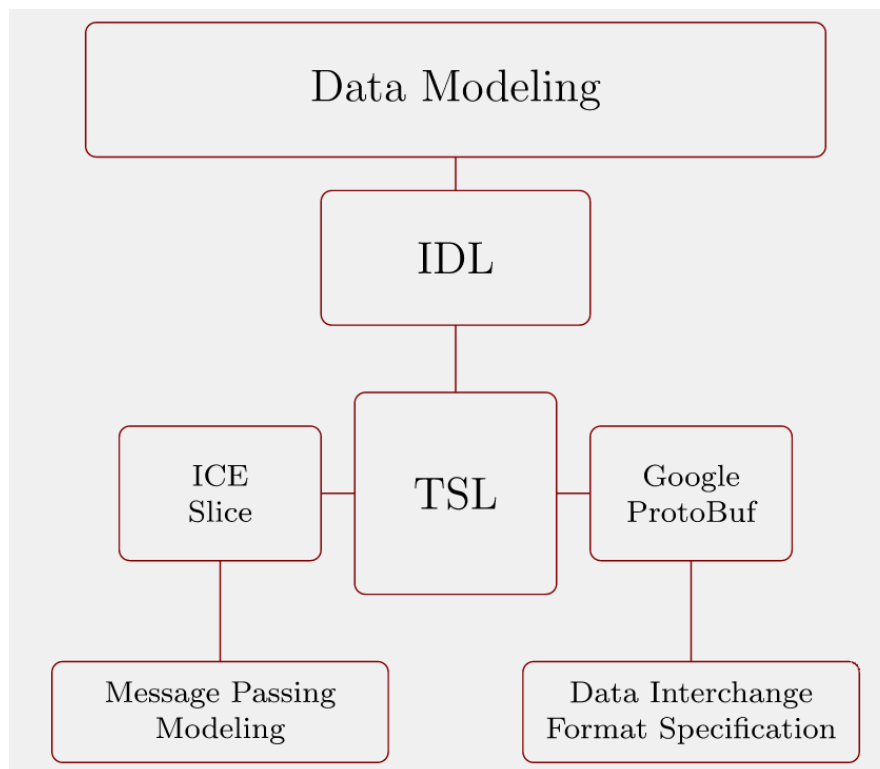 Data Modeling
IDL
ICE
Slice
TSL
Google
ProtoBuf
Message Passing
Modeling
Data Interchange
Format Specification